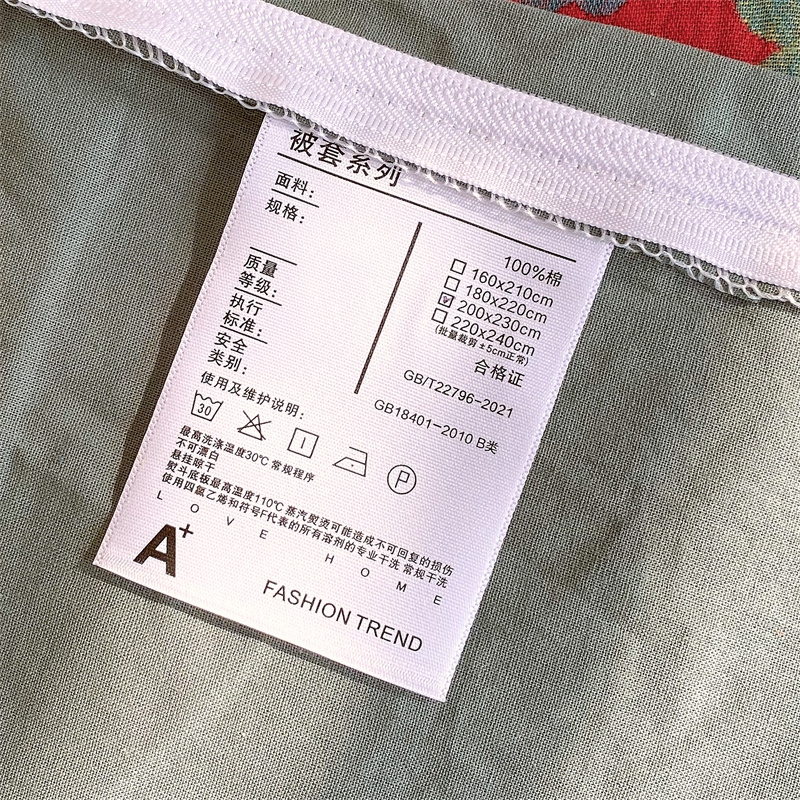 被套系列
面料: 100%棉
规格: 160x210cm
180x220cm
200x230cm
220x240cm
(批量裁剪±5cm正常)
质量
等级: 合格证
执行
标准: GB/T22796-2021
安全
类别: GB18401-2010 B类
使用及维护说明:
30
P
最高洗涤温度30℃ 常规程序
不可漂白
悬挂晾干
熨斗底板最高温度110℃ 蒸汽熨烫可能造成不可回复的损伤
使用四氯乙烯和符号F代表的所有溶剂的专业干洗 常规干洗
LOVE HOME
A+
FASHION TREND